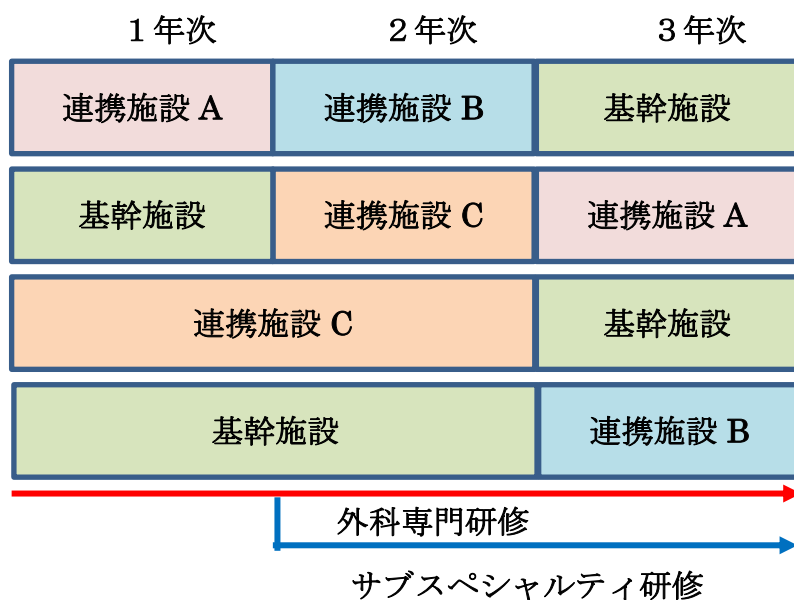 １年次 ２年次 ３年次
連携施設 A 連携施設 B 基幹施設
基幹施設 連携施設 C 連携施設 A
連携施設 C 基幹施設
基幹施設 連携施設 B
外科専門研修
サブスペシャルティ研修